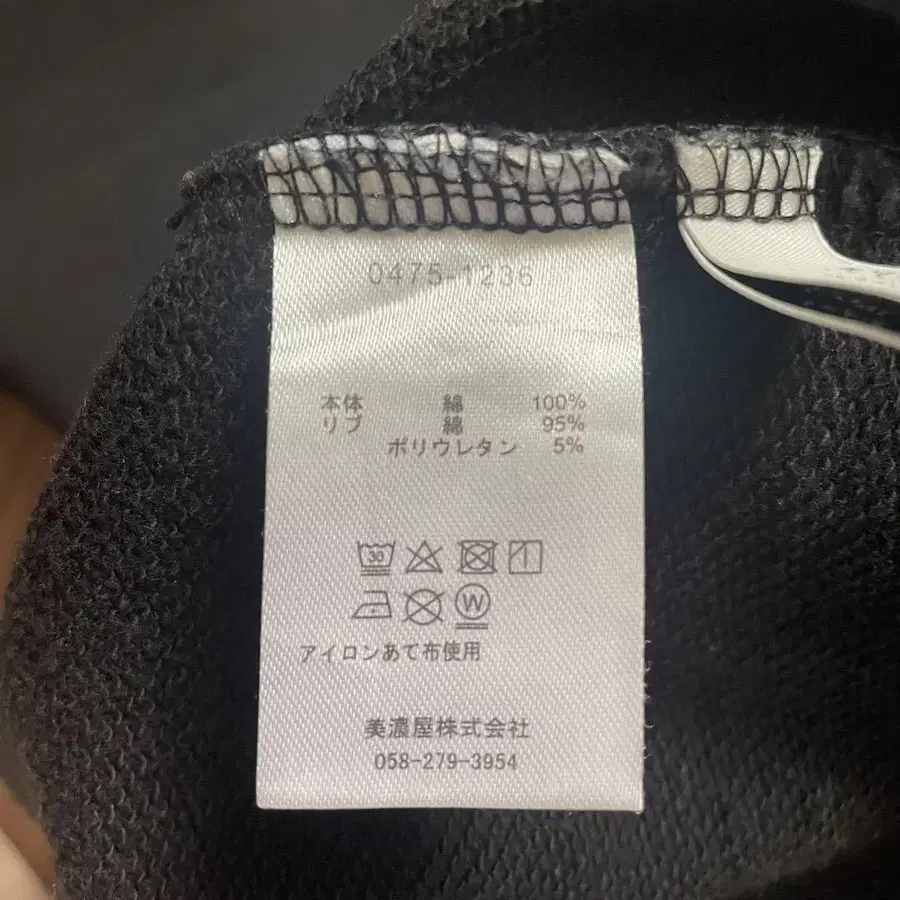 0475-1236
本体 綿 100%
リブ 綿 95%
ポリウレタン 5%
30
W
アイロンあて布使用
美濃屋株式会社
058-279-3954